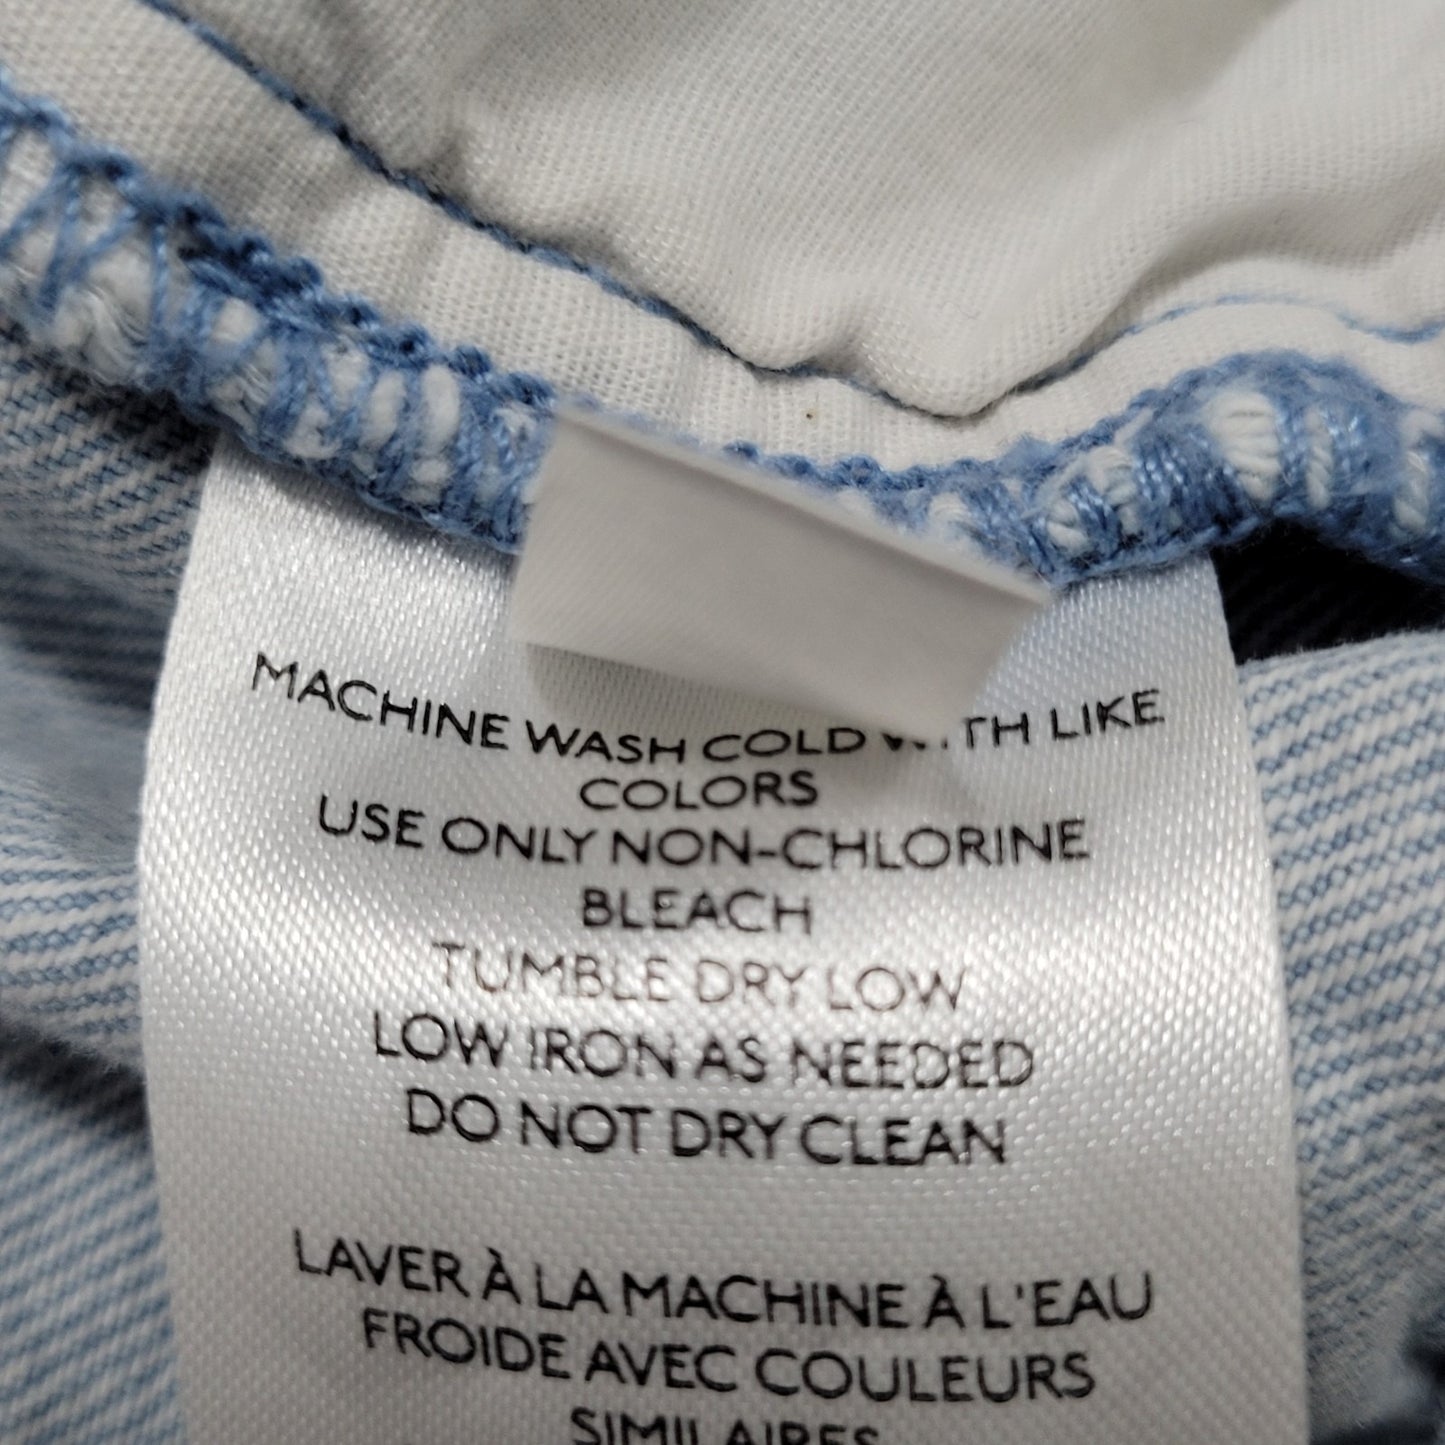 MACHINE WASH COLD WITH LIKE
COLORS
USE ONLY NON-CHLORINE
BLEACH
TUMBLE DRY LOW
LOW IRON AS NEEDED
DO NOT DRY CLEAN
LAVER À LA MACHINE À L'EAU
FROIDE AVEC COULEURS
SIMILAIRES